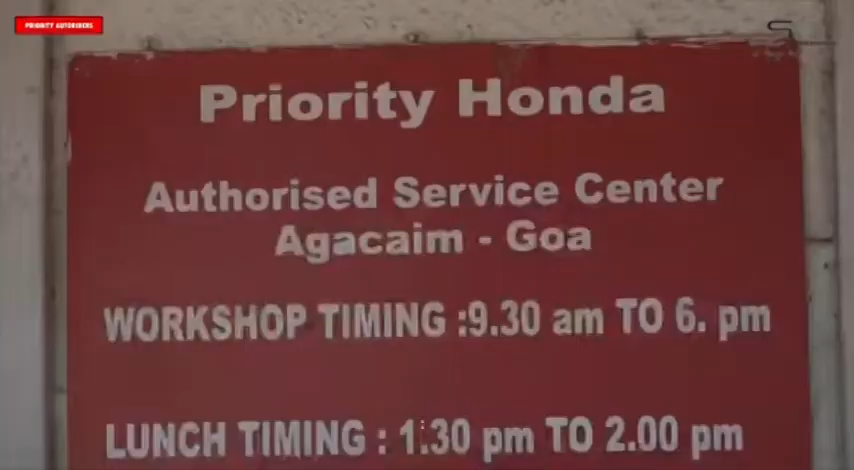 PRIORITY AUTORIDERS
Priority Honda
Authorised Service Center
Agacaim - Goa
WORKSHOP TIMING :9.30 am TO 6. pm
LUNCH TIMING : 1.30 pm TO 2.00 pm